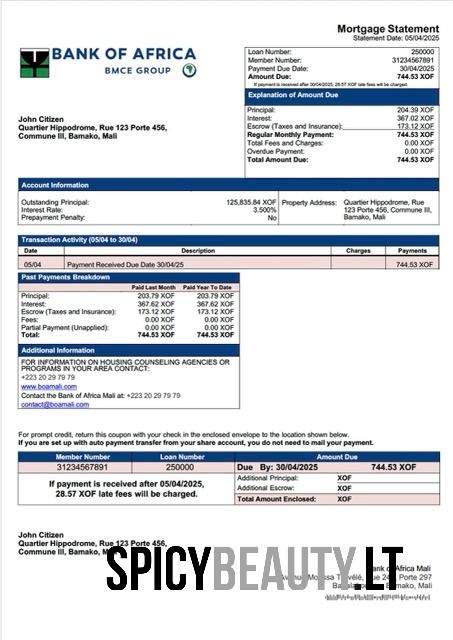 Mortgage Statement
Statement Date: 05/04/2025
BANK OF AFRICA
BMCE GROUP
Loan Number: 250000
Member Number: 31234567891
Payment Due Date: 30/04/2025
Amount Due: 744.53 XOF
If payment is received after 30/04/2025, 28.57 XOF late fees will be charged.
Explanation of Amount Due
Principal: 204.39 XOF
Interest: 367.02 XOF
Escrow (Taxes and Insurance): 173.12 XOF
Regular Monthly Payment: 744.53 XOF
Total Fees and Charges: 0.00 XOF
Overdue Payment: 0.00 XOF
Total Amount Due: 744.53 XOF
John Citizen
Quartier Hippodrome, Rue 123 Porte 456,
Commune III, Bamako, Mali
Account Information
Outstanding Principal: 125,835.84 XOF
Interest Rate: 3.500%
Prepayment Penalty: No
Property Address: Quartier Hippodrome, Rue
123 Porte 456, Commune III,
Bamako, Mali
Transaction Activity (05/04 to 30/04)
Date Description Charges Payments
05/04 Payment Received Due Date 30/04/25 744.53 XOF
Past Payments Breakdown
Paid Last Month Paid Year To Date
Principal: 203.79 XOF 203.79 XOF
Interest: 367.62 XOF 367.62 XOF
Escrow (Taxes and Insurance): 173.12 XOF 173.12 XOF
Fees: 0.00 XOF 0.00 XOF
Partial Payment (Unapplied): 0.00 XOF 0.00 XOF
Total: 744.53 XOF 744.53 XOF
Additional Information
FOR INFORMATION ON HOUSING COUNSELING AGENCIES OR
PROGRAMS IN YOUR AREA CONTACT:
+223 20 29 79 79
www.boamali.com
Contact the Bank of Africa Mali at: +223 20 29 79 79
contact@boamali.com
For prompt credit, return this coupon with your check in the enclosed envelope to the location shown below.
If you are set up with auto payment transfer from your share account, you do not need to mail your payment.
Member Number Loan Number Amount Due
31234567891 250000 Due By: 30/04/2025 744.53 XOF
If payment is received after 05/04/2025,
28.57 XOF late fees will be charged.
Additional Principal: XOF
Additional Escrow: XOF
Total Amount Enclosed: XOF
John Citizen
Quartier Hippodrome, Rue 123 Porte 456,
Commune III, Bamako, Mali
SPICYBEAUTY.LT
Bank of Africa Mali
Porte 297
Bamako, Mali